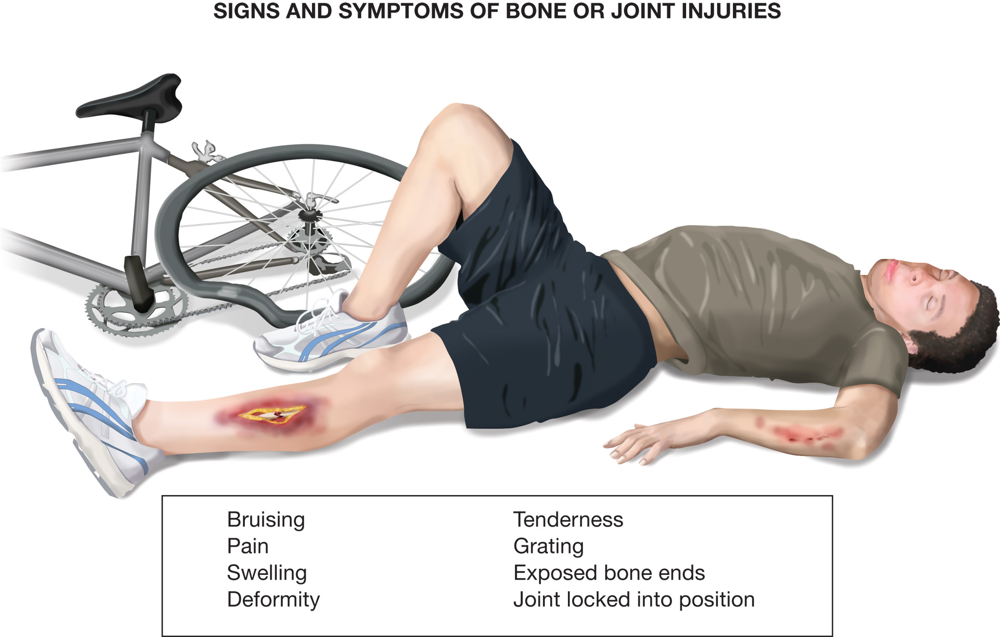 SIGNS AND SYMPTOMS OF BONE OR JOINT INJURIES
Bruising
Pain
Swelling
Deformity
Tenderness
Grating
Exposed bone ends
Joint locked into position